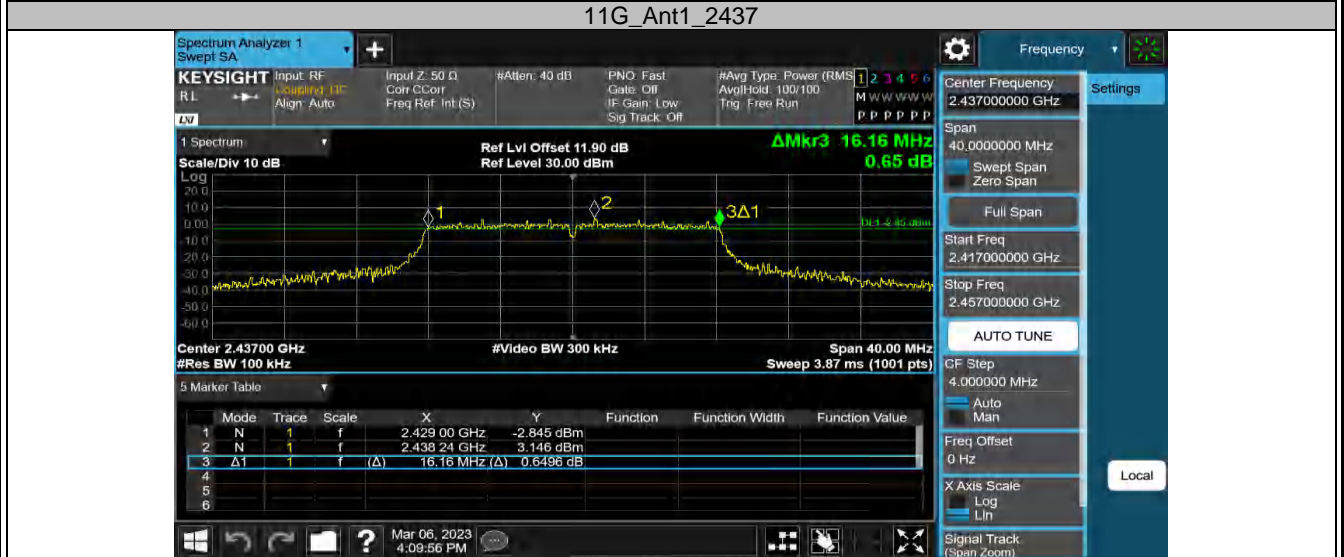 11G_Ant1_2437
Spectrum Analyzer 1
Swept SA
Frequency
KEYSIGHT
RL
Input: RF
Coupling: DC
Align: Auto
Input Z: 50 Ω
Corr CCorr
Freq Ref: Int (S)
#Atten: 40 dB
PNO: Fast
Gate: Off
IF Gain: Low
Sig Track: Off
#Avg Type: Power (RMS
Avg|Hold: 100/100
Trig: Free Run
1 2 3 4 5 6
M W W W W W
P P P P P P
LXI
1 Spectrum
Scale/Div 10 dB
Log
Ref Lvl Offset 11.90 dB
Ref Level 30.00 dBm
ΔMkr3 16.16 MHz
0.65 dB
20.0
10.0
0.00
-10.0
-20.0
-30.0
-40.0
-50.0
-60.0
1
2
3Δ1
DL1 -2.85 dBm
Center 2.43700 GHz
#Res BW 100 kHz
#Video BW 300 kHz
Span 40.00 MHz
Sweep 3.87 ms (1001 pts)
5 Marker Table
Mode Trace Scale X Y Function Function Width Function Value
1 N 1 f 2.429 00 GHz -2.845 dBm
2 N 1 f 2.438 24 GHz 3.146 dBm
3 Δ1 1 f (Δ) 16.16 MHz (Δ) 0.6496 dB
4
5
6
Mar 06, 2023
4:09:56 PM
Center Frequency
2.437000000 GHz
Settings
Span
40.0000000 MHz
Swept Span
Zero Span
Full Span
Start Freq
2.417000000 GHz
Stop Freq
2.457000000 GHz
AUTO TUNE
CF Step
4.000000 MHz
Auto
Man
Freq Offset
0 Hz
Local
X Axis Scale
Log
Lin
Signal Track
(Span Zoom)